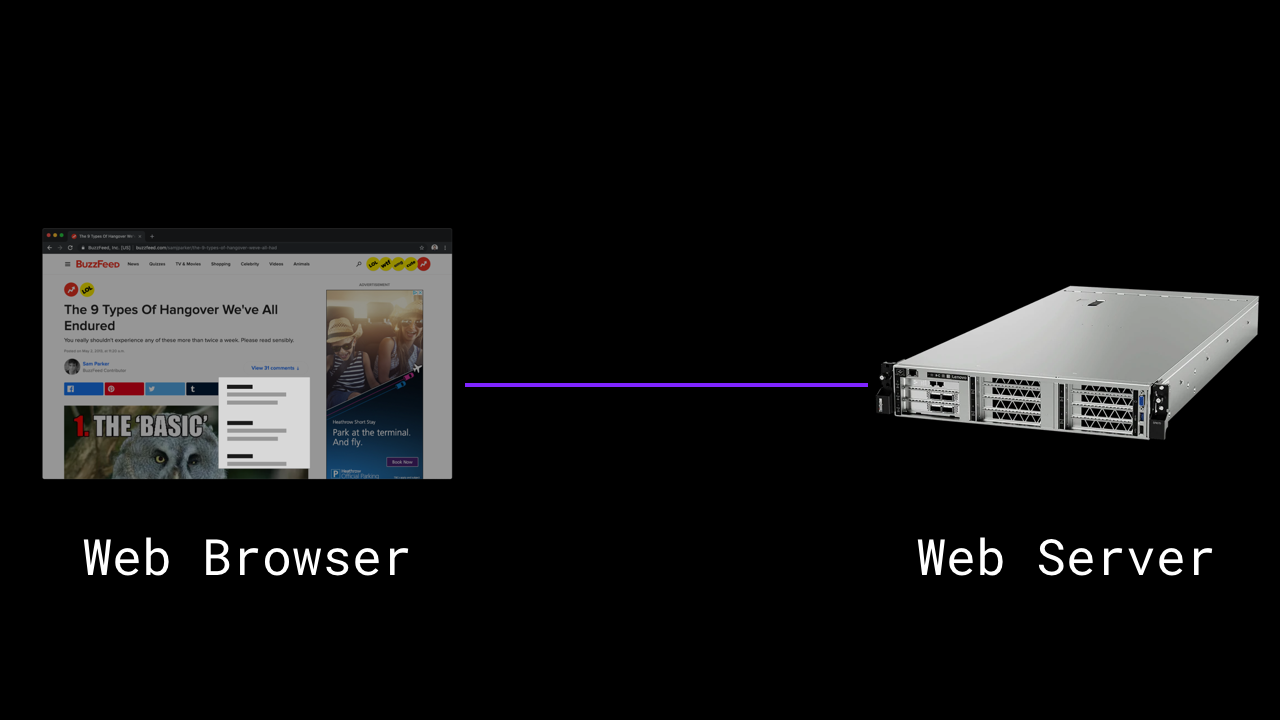 The 9 Types Of Hangover We'
BuzzFeed, Inc. [US] | buzzfeed.com/samjparker/the-9-types-of-hangover-weve-all-had
BuzzFeed News Quizzes TV & Movies Shopping Celebrity Videos Animals
LOL wtf omg cute
ADVERTISEMENT
LOL
The 9 Types Of Hangover We've All
Endured
You really shouldn't experience any of these more than twice a week. Please read sensibly.
Sam Parker
BuzzFeed Contributor
View 31 comments ↓
1. THE 'BASIC'
Heathrow Short Stay
Park at the terminal.
And fly.
Book Now
P Heathrow
Official Parking
Lenovo
Web Browser
Web Server